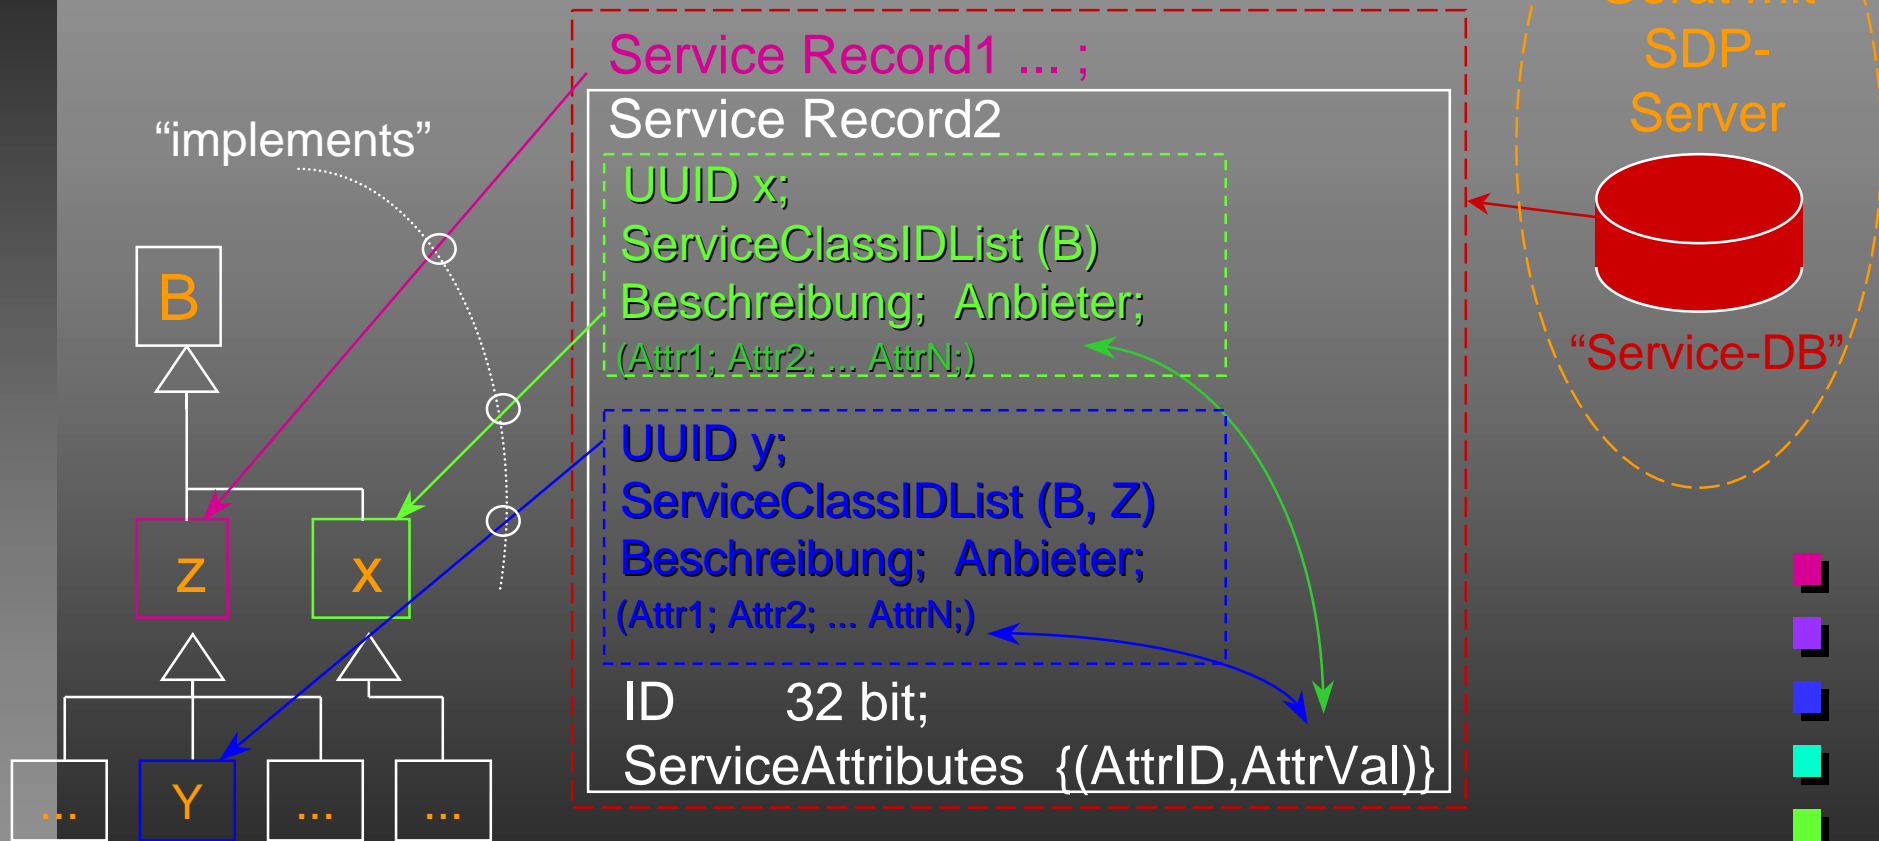 SDP-
Server
“Service-DB”
Service Record1 ... ;
Service Record2
UUID x;
ServiceClassIDList (B)
Beschreibung; Anbieter;
(Attr1; Attr2; ... AttrN;)
UUID y;
ServiceClassIDList (B, Z)
Beschreibung; Anbieter;
(Attr1; Attr2; ... AttrN;)
ID 32 bit;
ServiceAttributes {(AttrID,AttrVal)}
“implements”
B
Z
X
...
Y
...
...